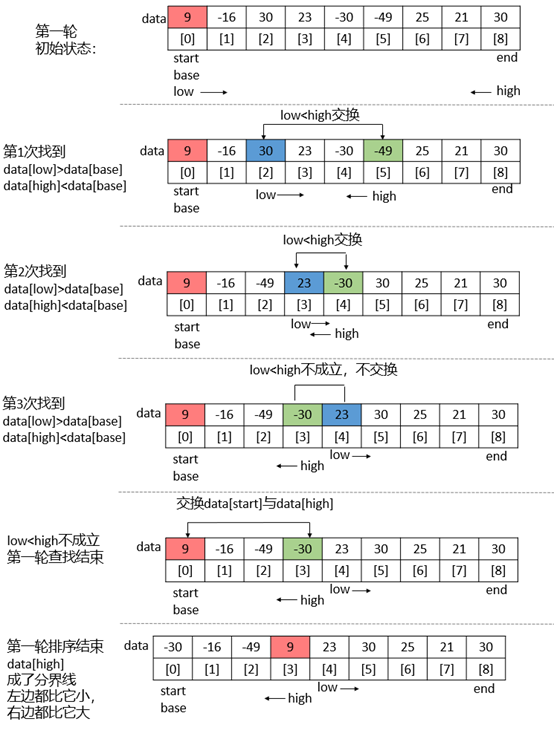 第一轮
初始状态：
data 9 -16 30 23 -30 -49 25 21 30
[0] [1] [2] [3] [4] [5] [6] [7] [8]
start end
base
low high
low<high交换
第1次找到
data[low]>data[base]
data[high]<data[base]
data 9 -16 30 23 -30 -49 25 21 30
[0] [1] [2] [3] [4] [5] [6] [7] [8]
start low high end
base
low<high交换
第2次找到
data[low]>data[base]
data[high]<data[base]
data 9 -16 -49 23 -30 30 25 21 30
[0] [1] [2] [3] [4] [5] [6] [7] [8]
start low end
base high
low<high不成立，不交换
第3次找到
data[low]>data[base]
data[high]<data[base]
data 9 -16 -49 -30 23 30 25 21 30
[0] [1] [2] [3] [4] [5] [6] [7] [8]
start low end
base high
交换data[start]与data[high]
low<high不成立
第一轮查找结束
data 9 -16 -49 -30 23 30 25 21 30
[0] [1] [2] [3] [4] [5] [6] [7] [8]
start low end
base high
第一轮排序结束
data[high]
成了分界线
左边都比它小，
右边都比它大
data -30 -16 -49 9 23 30 25 21 30
[0] [1] [2] [3] [4] [5] [6] [7] [8]
start low end
base high